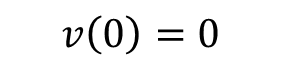 𝑣(0) = 0